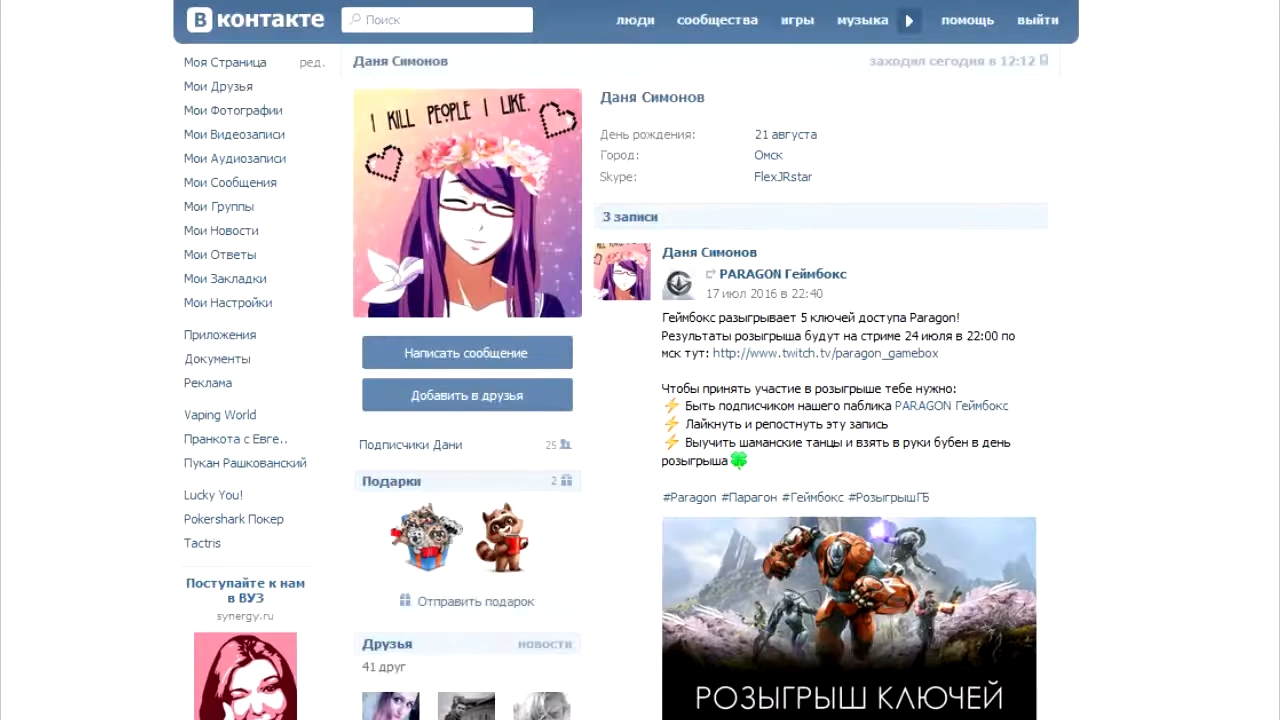 В контакте
Поиск
люди сообщества игры музыка помощь выйти
Моя Страница ред.
Мои Друзья
Мои Фотографии
Мои Видеозаписи
Мои Аудиозаписи
Мои Сообщения
Мои Группы
Мои Новости
Мои Ответы
Мои Закладки
Мои Настройки
Приложения
Документы
Реклама
Vaping World
Пранкота с Евге..
Пукан Рашкованский
Lucky You!
Pokershark Покер
Tactris
Поступайте к нам
в ВУЗ
synergy.ru
Даня Симонов
заходил сегодня в 12:12
I KILL PEOPLE I LIKE.
Написать сообщение
Добавить в друзья
Подписчики Дани 25
Подарки 2
Отправить подарок
Друзья новости
41 друг
Даня Симонов
День рождения: 21 августа
Город: Омск
Skype: FlexJRstar
3 записи
Даня Симонов
PARAGON Геймбокс
17 июл 2016 в 22:40
Геймбокс разыгрывает 5 ключей доступа Paragon!
Результаты розыгрыша будут на стриме 24 июля в 22:00 по
мск тут: http://www.twitch.tv/paragon_gamebox
Чтобы принять участие в розыгрыше тебе нужно:
⚡ Быть подписчиком нашего паблика PARAGON Геймбокс
⚡ Лайкнуть и репостнуть эту запись
⚡ Выучить шаманские танцы и взять в руки бубен в день
розыгрыша🍀
#Paragon #Парагон #Геймбокс #РозыгрышГБ
РОЗЫГРЫШ КЛЮЧЕЙ